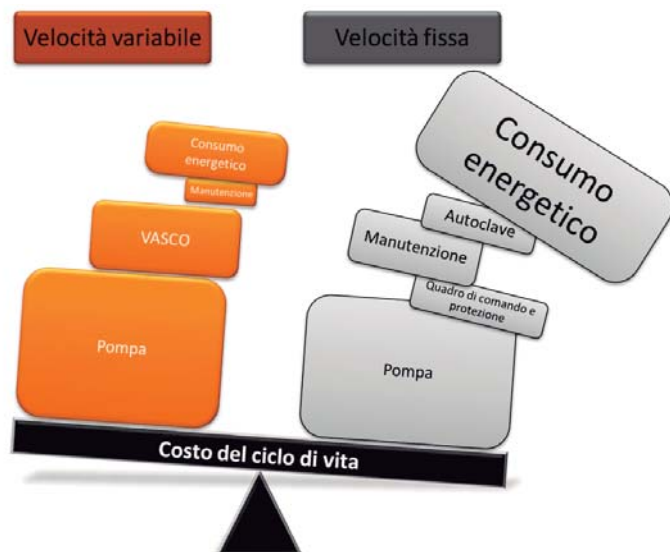 Velocità variabile
Velocità fissa
Consumo
energetico
Manutenzione
VASCO
Pompa
Consumo
energetico
Autoclave
Manutenzione
Quadro di comando e
protezione
Pompa
Costo del ciclo di vita